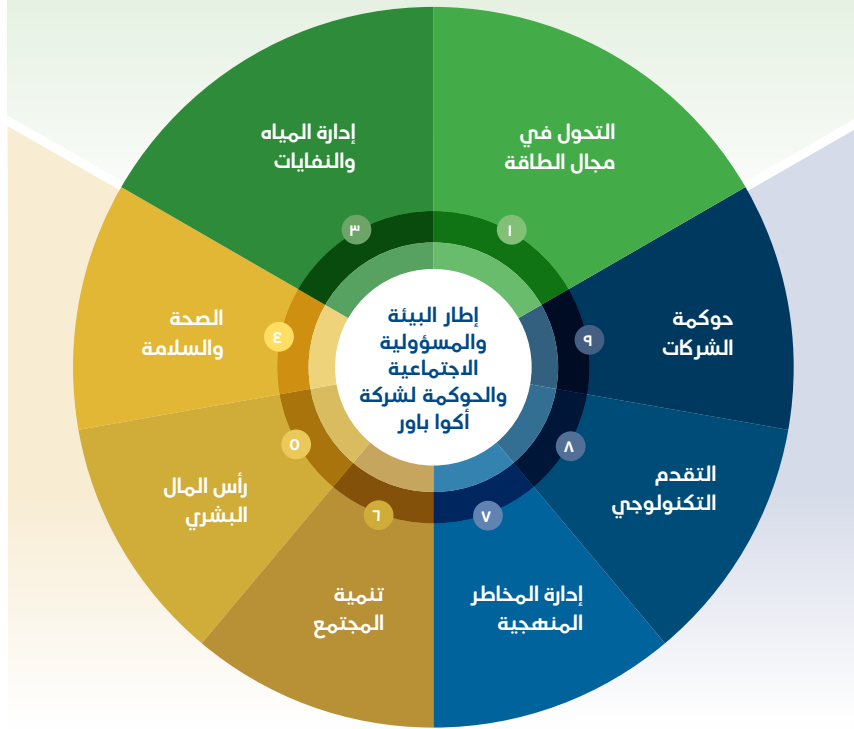 إطار البيئة
والمسؤولية
الاجتماعية
والحوكمة لشركة
أكوا باور
١
التحول في
مجال الطاقة
٣
إدارة المياه
والنفايات
٤
الصحة
والسلامة
٥
رأس المال
البشري
٦
تنمية
المجتمع
٧
إدارة المخاطر
المنهجية
٨
التقدم
التكنولوجي
٩
حوكمة
الشركات